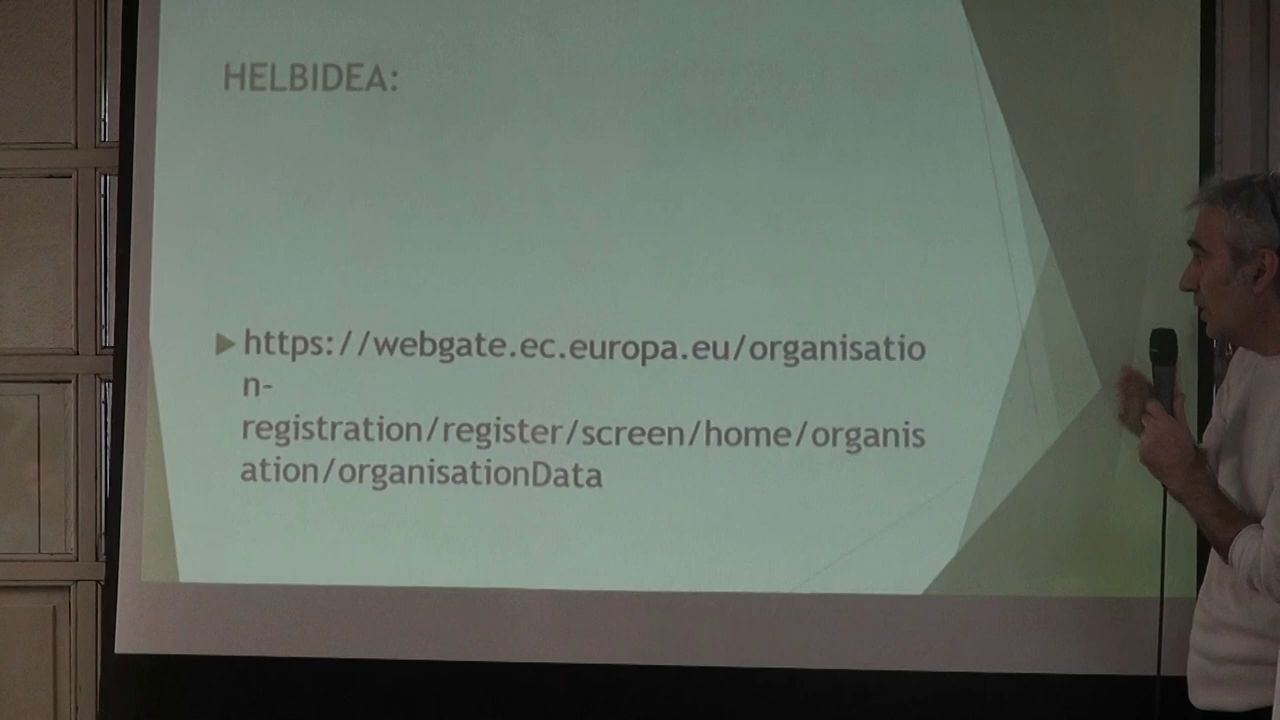 HELBIDEA:
https://webgate.ec.europa.eu/organisatio
n-
registration/register/screen/home/organis
ation/organisationData